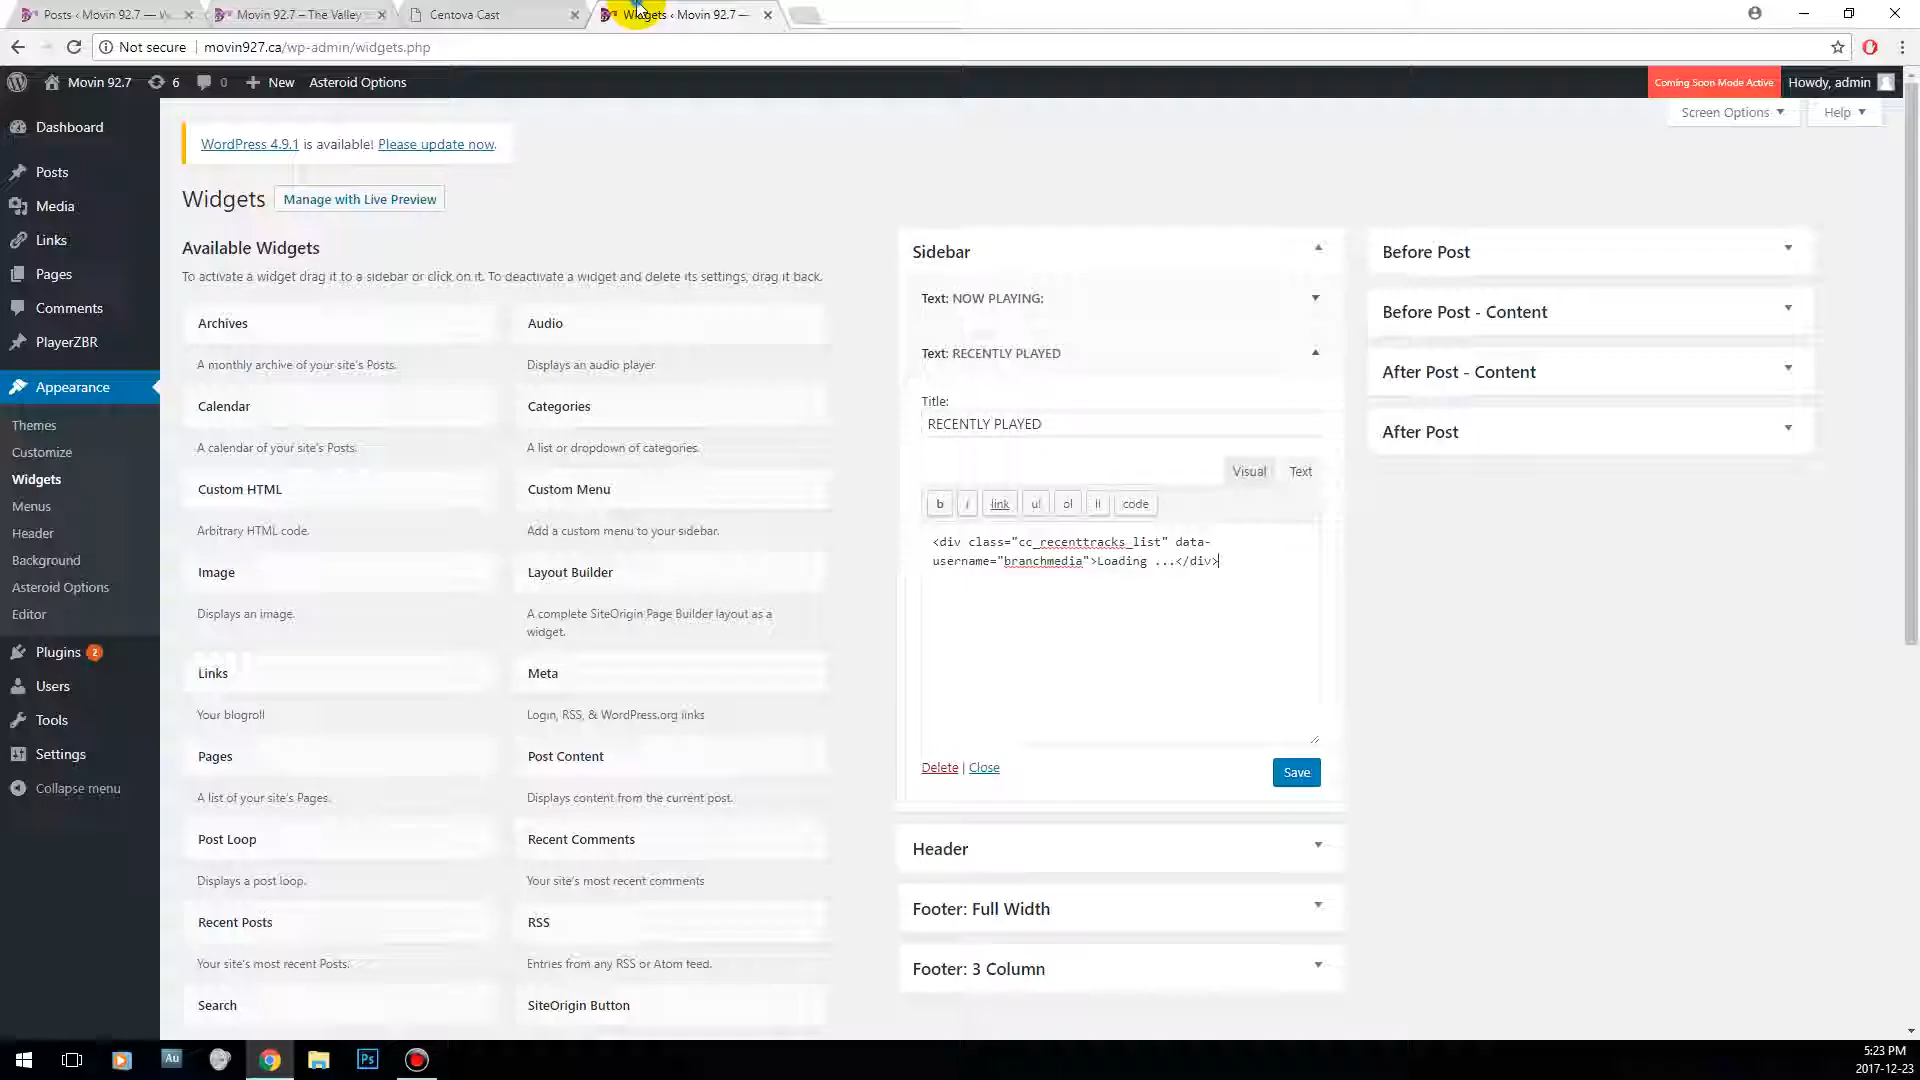 Posts ‹ Movin 92.7 — W
Movin 92.7 – The Valley
Centova Cast
Widgets ‹ Movin 92.7 —
Not secure
movin927.ca/wp-admin/widgets.php
Movin 92.7
6
0
New
Asteroid Options
Coming Soon Mode Active
Howdy, admin
Screen Options
Help
Dashboard
Posts
Media
Links
Pages
Comments
PlayerZBR
Appearance
Themes
Customize
Widgets
Menus
Header
Background
Asteroid Options
Editor
Plugins 2
Users
Tools
Settings
Collapse menu
WordPress 4.9.1 is available! Please update now.
Widgets
Manage with Live Preview
Available Widgets
To activate a widget drag it to a sidebar or click on it. To deactivate a widget and delete its settings, drag it back.
Archives
A monthly archive of your site's Posts.
Audio
Displays an audio player
Calendar
A calendar of your site's Posts.
Categories
A list or dropdown of categories.
Custom HTML
Arbitrary HTML code.
Custom Menu
Add a custom menu to your sidebar.
Image
Displays an image.
Layout Builder
A complete SiteOrigin Page Builder layout as a
widget.
Links
Your blogroll
Meta
Login, RSS, & WordPress.org links
Pages
A list of your site's Pages.
Post Content
Displays content from the current post.
Post Loop
Displays a post loop.
Recent Comments
Your site's most recent comments
Recent Posts
Your site's most recent Posts.
RSS
Entries from any RSS or Atom feed.
Search
SiteOrigin Button
Sidebar
Text: NOW PLAYING:
Text: RECENTLY PLAYED
Title:
RECENTLY PLAYED
Visual
Text
b
i
link
ul
ol
li
code
<div class="cc_recenttracks_list" data-
username="branchmedia">Loading ...</div>
Delete | Close
Save
Header
Footer: Full Width
Footer: 3 Column
Before Post
Before Post - Content
After Post - Content
After Post
Au
Ps
5:23 PM
2017-12-23